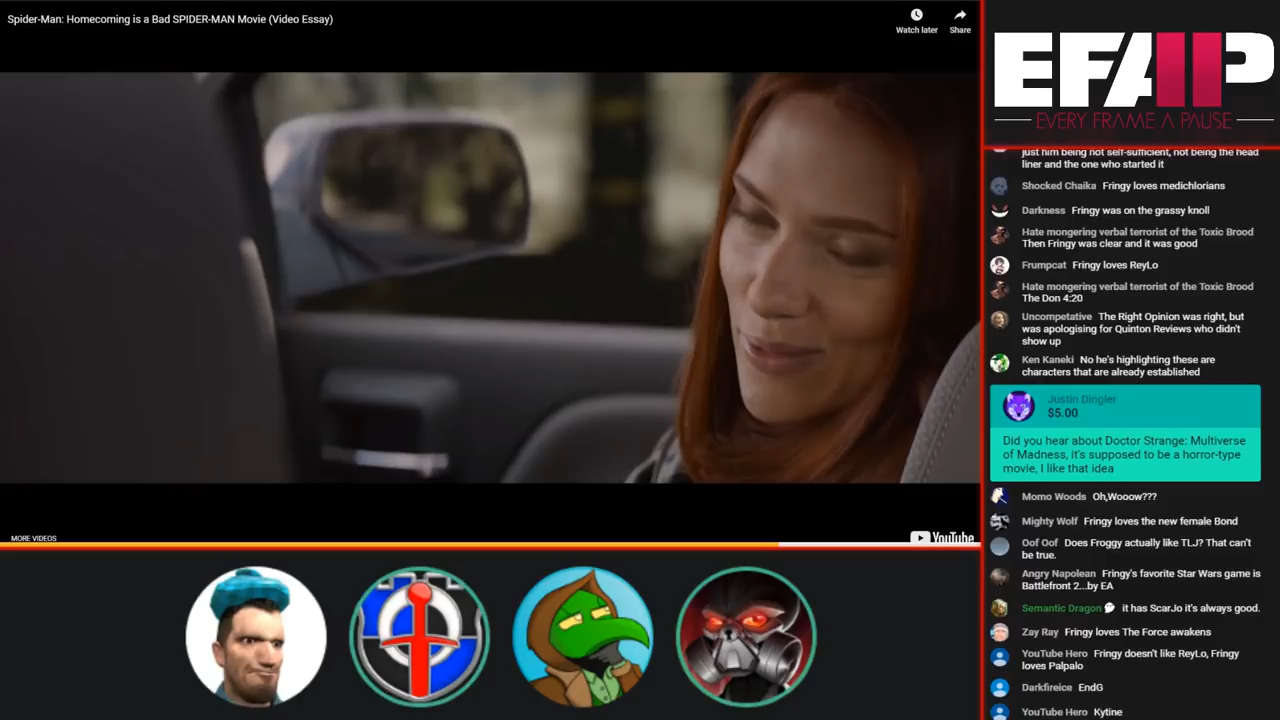 Spider-Man: Homecoming is a Bad SPIDER-MAN Movie (Video Essay)
Watch later
Share
MORE VIDEOS
YouTube
EFAP
EVERY FRAME A PAUSE
just him being not self-sufficient, not being the head
liner and the one who started it
Shocked Chaika Fringy loves medichlorians
Darkness Fringy was on the grassy knoll
Hate mongering verbal terrorist of the Toxic Brood
Then Fringy was clear and it was good
Frumpcat Fringy loves ReyLo
Hate mongering verbal terrorist of the Toxic Brood
The Don 4:20
Uncompetative The Right Opinion was right, but
was apologising for Quinton Reviews who didn't
show up
Ken Kaneki No he's highlighting these are
characters that are already established
Justin Dingler
$5.00
Did you hear about Doctor Strange: Multiverse
of Madness, it's supposed to be a horror-type
movie, I like that idea
Momo Woods Oh,Wooow???
Mighty Wolf Fringy loves the new female Bond
Oof Oof Does Froggy actually like TLJ? That can't
be true.
Angry Napolean Fringy's favorite Star Wars game is
Battlefront 2...by EA
Semantic Dragon it has ScarJo it's always good.
Zay Ray Fringy loves The Force awakens
YouTube Hero Fringy doesn't like ReyLo, Fringy
loves Palpalo
Darkfireice EndG
YouTube Hero Kytine